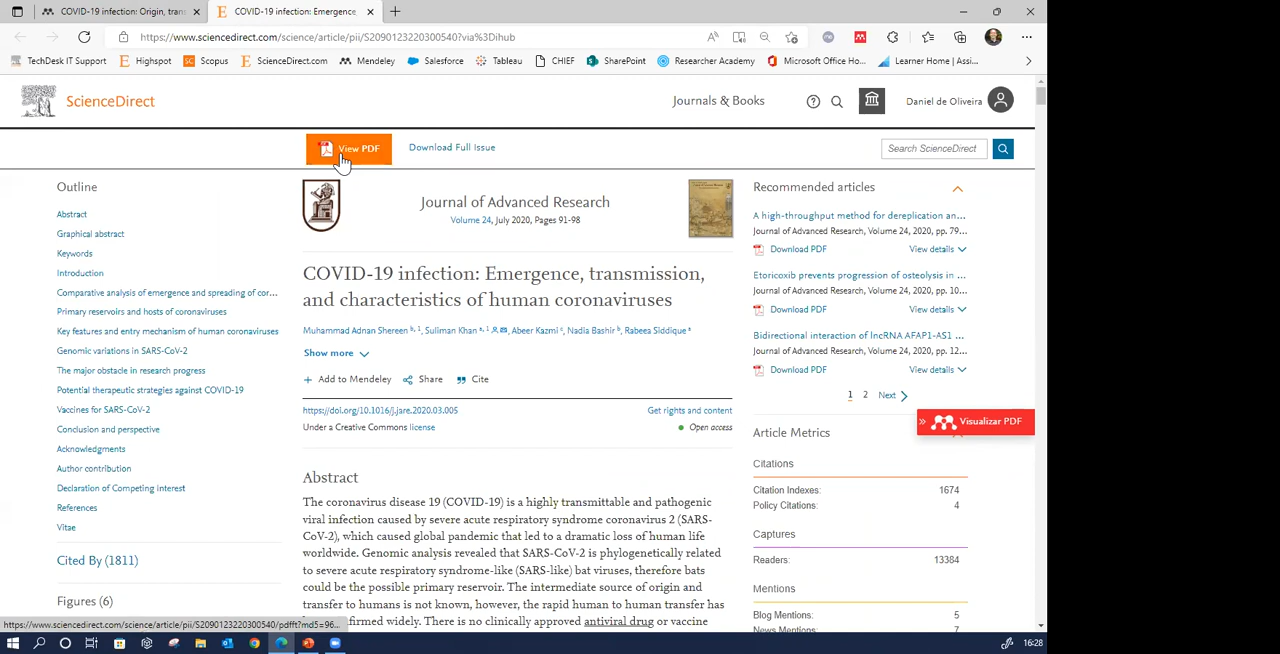 COVID-19 infection: Origin, tran
COVID-19 infection: Emergence,
https://www.sciencedirect.com/science/article/pii/S2090123220300540?via%3Dihub
TechDesk IT Support
Highspot
Scopus
ScienceDirect.com
Mendeley
Salesforce
Tableau
CHIEF
SharePoint
Researcher Academy
Microsoft Office Ho...
Learner Home | Assi...
ScienceDirect
Journals & Books
Daniel de Oliveira
View PDF
Download Full Issue
Search ScienceDirect
Outline
Abstract
Graphical abstract
Keywords
Introduction
Comparative analysis of emergence and spreading of cor...
Primary reservoirs and hosts of coronaviruses
Key features and entry mechanism of human coronaviruses
Genomic variations in SARS-CoV-2
The major obstacle in research progress
Potential therapeutic strategies against COVID-19
Vaccines for SARS-CoV-2
Conclusion and perspective
Acknowledgments
Author contribution
Declaration of Competing interest
References
Vitae
Cited By (1811)
Figures (6)
Journal of Advanced Research
Volume 24, July 2020, Pages 91-98
COVID-19 infection: Emergence, transmission,
and characteristics of human coronaviruses
Muhammad Adnan Shereen b, 1, Suliman Khan a, 1, Abeer Kazmi c, Nadia Bashir b, Rabeea Siddique a
Show more
+ Add to Mendeley
Share
Cite
https://doi.org/10.1016/j.jare.2020.03.005
Get rights and content
Under a Creative Commons license
Open access
Abstract
The coronavirus disease 19 (COVID-19) is a highly transmittable and pathogenic
viral infection caused by severe acute respiratory syndrome coronavirus 2 (SARS-
CoV-2), which caused global pandemic that led to a dramatic loss of human life
worldwide. Genomic analysis revealed that SARS-CoV-2 is phylogenetically related
to severe acute respiratory syndrome-like (SARS-like) bat viruses, therefore bats
could be the possible primary reservoir. The intermediate source of origin and
transfer to humans is not known, however, the rapid human to human transfer has
firmed widely. There is no clinically approved antiviral drug or vaccine
Recommended articles
A high-throughput method for dereplication an...
Journal of Advanced Research, Volume 24, 2020, pp. 79...
Download PDF
View details
Etoricoxib prevents progression of osteolysis in ...
Journal of Advanced Research, Volume 24, 2020, pp. 10...
Download PDF
View details
Bidirectional interaction of lncRNA AFAP1-AS1 ...
Journal of Advanced Research, Volume 24, 2020, pp. 12...
Download PDF
View details
1 2 Next
Visualizar PDF
Article Metrics
Citations
Citation Indexes: 1674
Policy Citations: 4
Captures
Readers: 13384
Mentions
Blog Mentions: 5
News Mentions: 7
https://www.sciencedirect.com/science/article/pii/S2090123220300540/pdfft?md5=96...
16:28